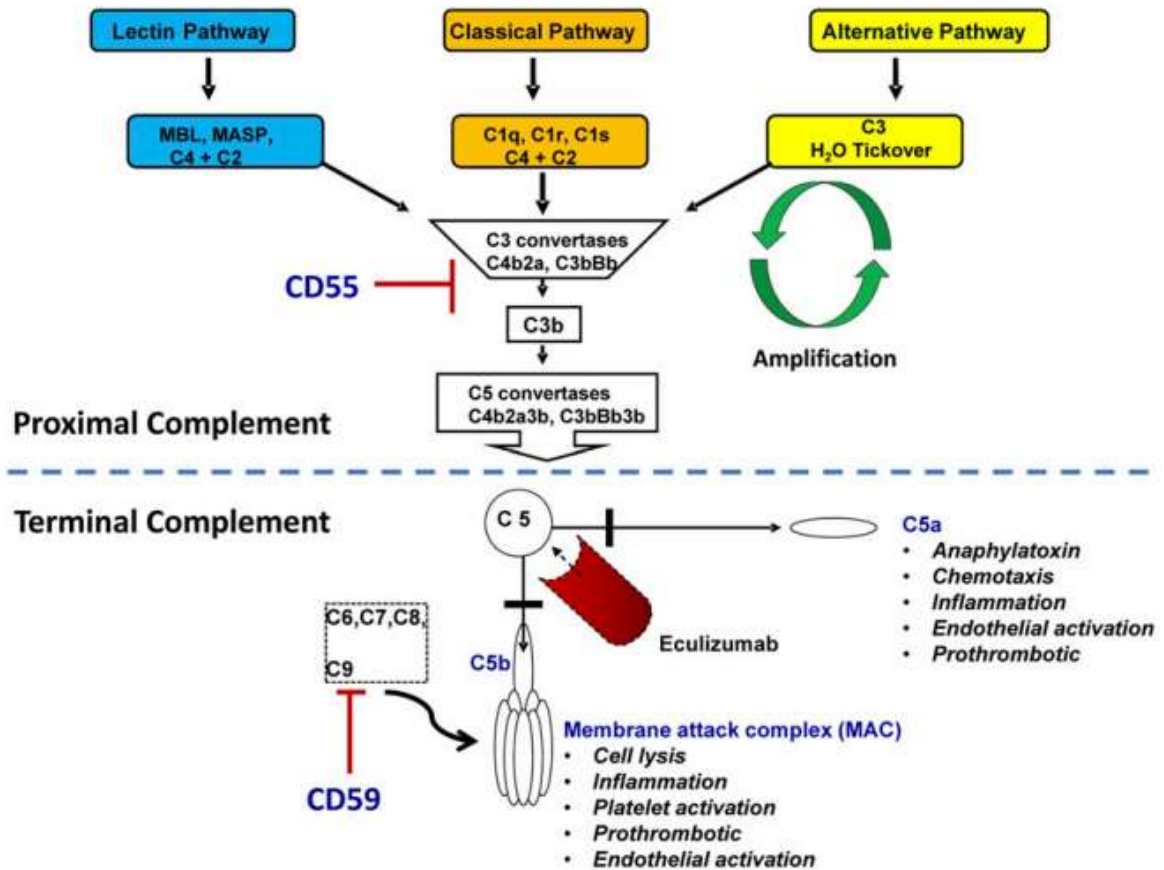 Lectin Pathway
Classical Pathway
Alternative Pathway
MBL, MASP,
C4 + C2
C1q, C1r, C1s
C4 + C2
C3
H₂O Tickover
C3 convertases
C4b2a, C3bBb
CD55
C3b
Amplification
C5 convertases
C4b2a3b, C3bBb3b
Proximal Complement
Terminal Complement
C 5
C5a
• Anaphylatoxin
• Chemotaxis
• Inflammation
• Endothelial activation
• Prothrombotic
C6,C7,C8,
C9
C5b
Eculizumab
Membrane attack complex (MAC)
• Cell lysis
• Inflammation
• Platelet activation
• Prothrombotic
• Endothelial activation
CD59